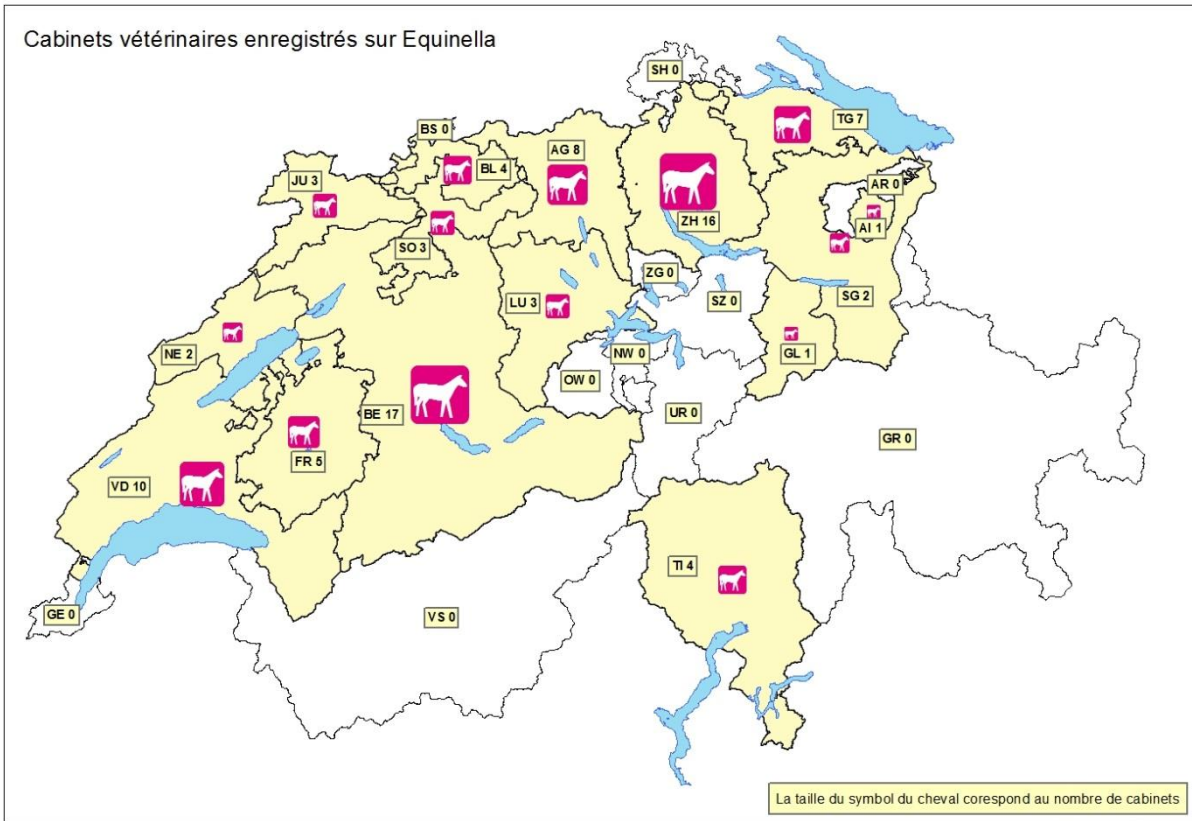 Cabinets vétérinaires enregistrés sur Equinella
SH 0
BS 0
TG 7
AG 8
BL 4
JU 3
AR 0
ZH 16
AI 1
SO 3
ZG 0
LU 3
SZ 0
SG 2
NE 2
NW 0
GL 1
OW 0
BE 17
UR 0
GR 0
FR 5
VD 10
TI 4
GE 0
VS 0
La taille du symbol du cheval corespond au nombre de cabinets